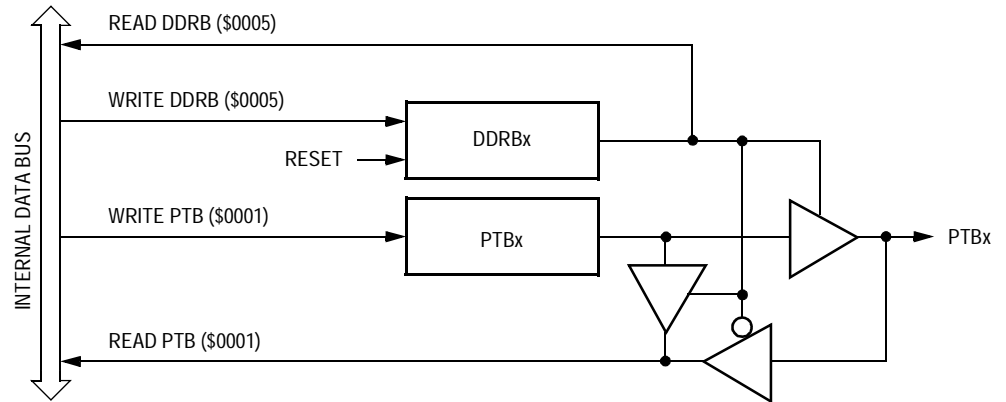 READ DDRB ($0005)
WRITE DDRB ($0005)
DDRBx
RESET
WRITE PTB ($0001)
PTBx
PTBx
READ PTB ($0001)
INTERNAL DATA BUS